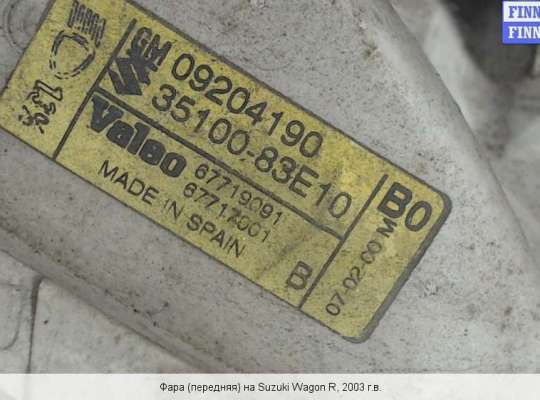 FINN
FINN
GM 09204190
35100-83E10
Valeo 67719091
MADE IN SPAIN
B
B0
07-02-00 M
Фара (передняя) на Suzuki Wagon R, 2003 г.в.